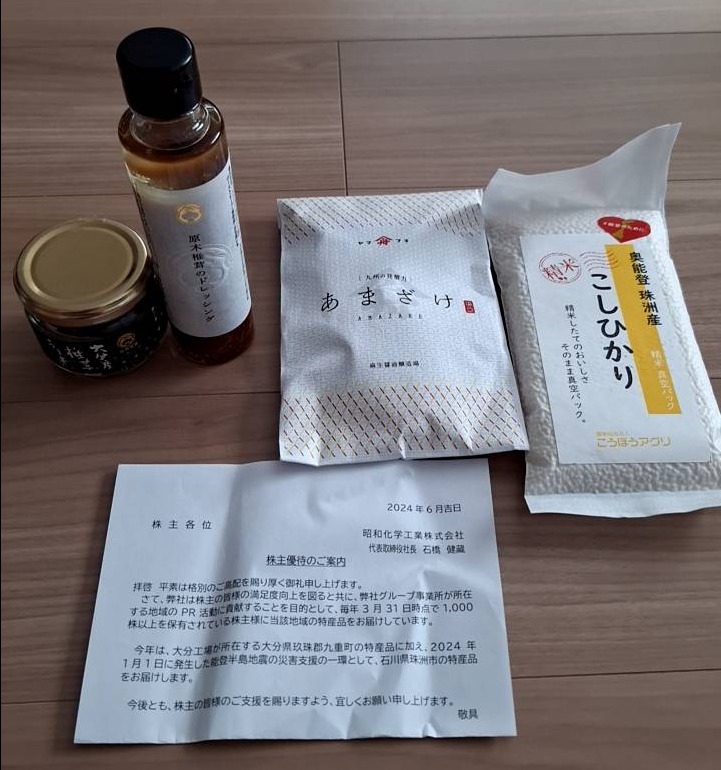 原木椎茸のドレッシング
大分
ヤマ
フキ
九州の発酵力
あまざけ
AMAZAKE
麻生醤油醸造場
精米
奥能登 珠洲産
こしひかり
精米 真空パック
精米したてのおいしさ
そのまま真空パック。
こうぼうアグリ
2024年6月吉日
株主各位
昭和化学工業株式会社
代表取締役社長 石橋 健藏
株主優待のご案内
拝啓 平素は格別のご高配を賜り厚く御礼申し上げます。
さて、弊社は株主の皆様の満足度向上を図ると共に、弊社グループ事業所が所在
する地域の PR 活動に貢献することを目的として、毎年 3 月 31 日時点で 1,000
株以上を保有されている株主様に当該地域の特産品をお届けしています。
今年は、大分工場が所在する大分県玖珠郡九重町の特産品に加え、2024 年
1 月 1 日に発生した能登半島地震の災害支援の一環として、石川県珠洲市の特産品
をお届けします。
今後とも、株主の皆様のご支援を賜りますよう、宜しくお願い申し上げます。
敬具